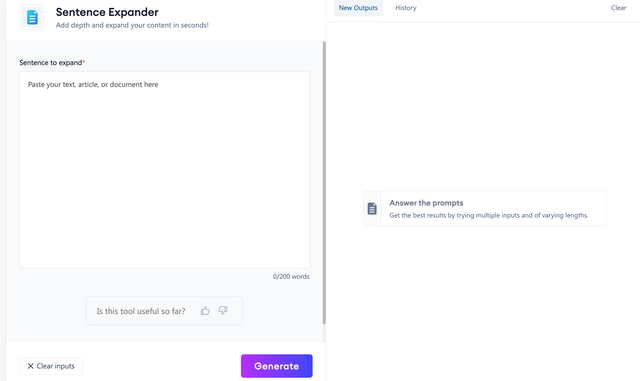 Sentence Expander
Add depth and expand your content in seconds!
Sentence to expand*
Paste your text, article, or document here
0/200 words
Is this tool useful so far?
Clear inputs
Generate
New Outputs
History
Clear
Answer the prompts
Get the best results by trying multiple inputs and of varying lengths.